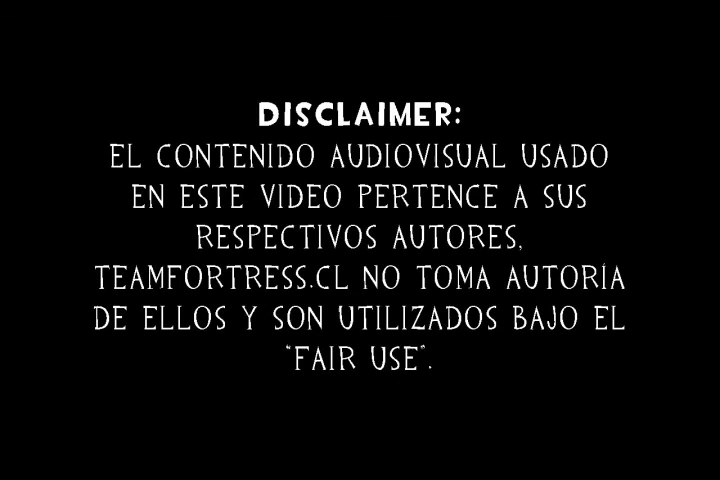 DISCLAIMER:
EL CONTENIDO AUDIOVISUAL USADO
EN ESTE VIDEO PERTENCE A SUS
RESPECTIVOS AUTORES,
TEAMFORTRESS.CL NO TOMA AUTORÍA
DE ELLOS Y SON UTILIZADOS BAJO EL
"FAIR USE".